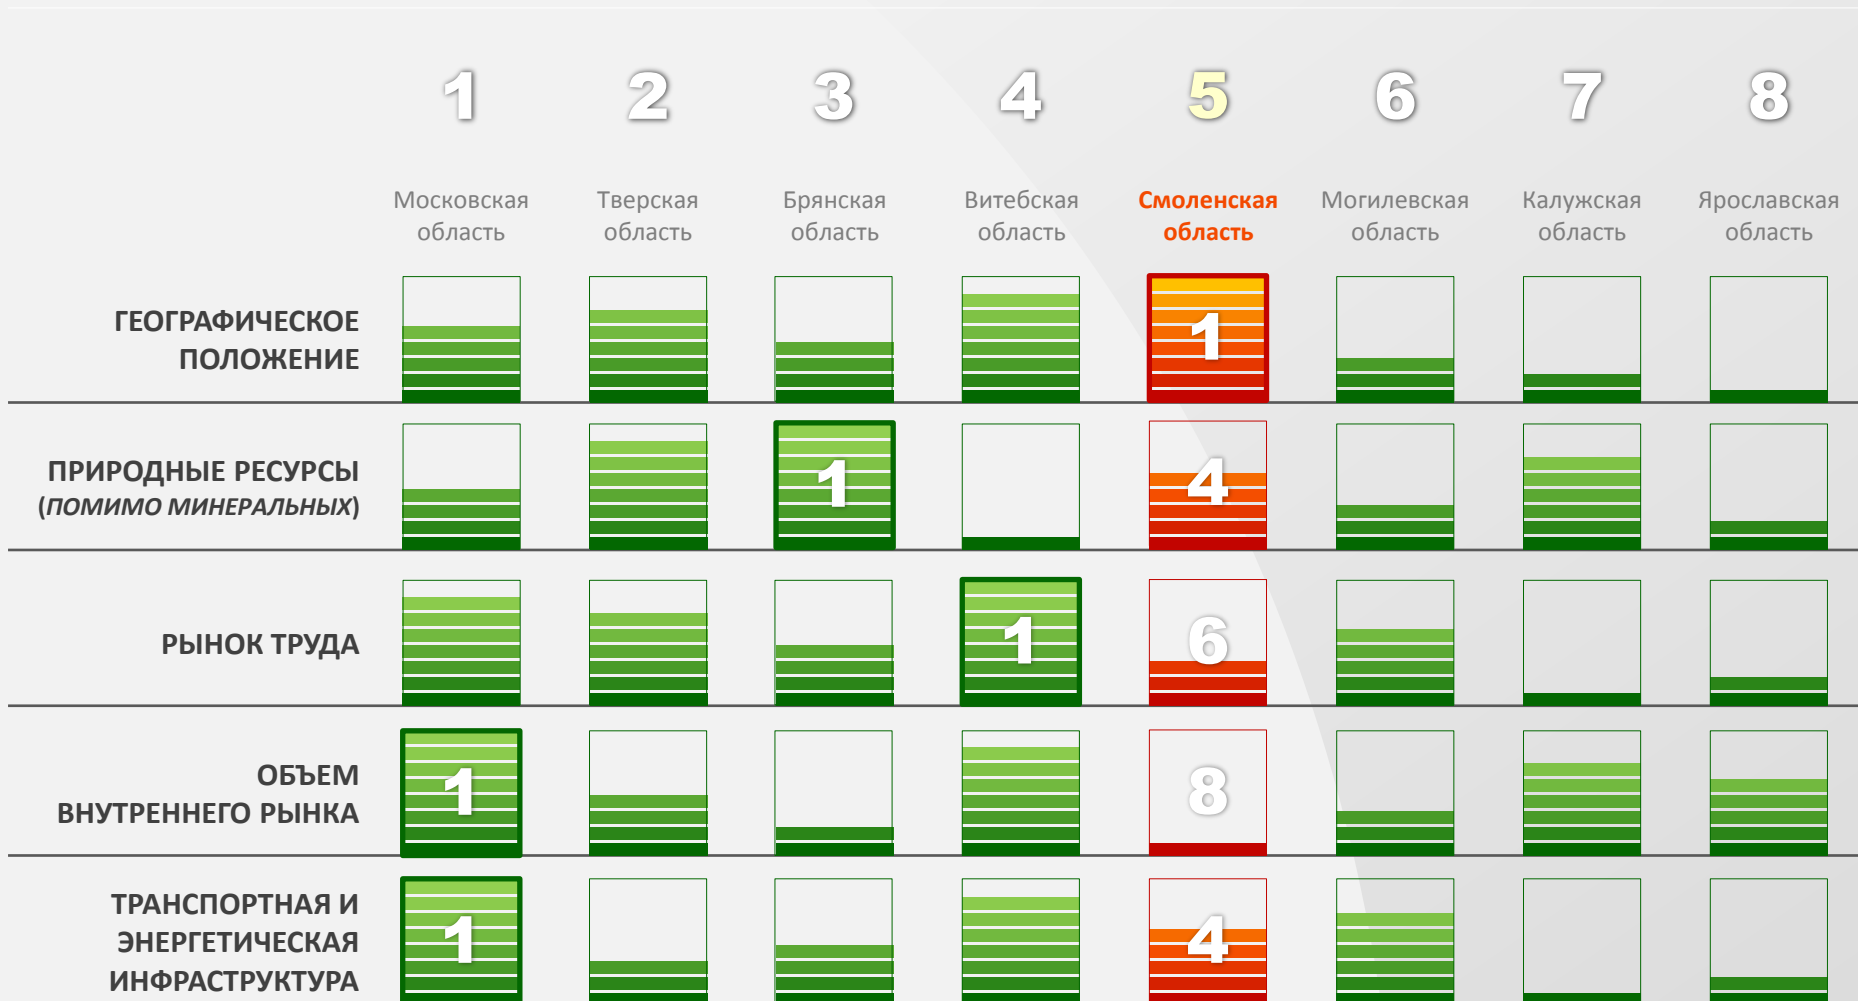 1 2 3 4 5 6 7 8
Московская Тверская Брянская Витебская Смоленская Могилевская Калужская Ярославская
область область область область область область область область
ГЕОГРАФИЧЕСКОЕ
ПОЛОЖЕНИЕ
1
ПРИРОДНЫЕ РЕСУРСЫ
(ПОМИМО МИНЕРАЛЬНЫХ)
1 4
РЫНОК ТРУДА
1 6
ОБЪЕМ
ВНУТРЕННЕГО РЫНКА
1 8
ТРАНСПОРТНАЯ И
ЭНЕРГЕТИЧЕСКАЯ
ИНФРАСТРУКТУРА
1 4